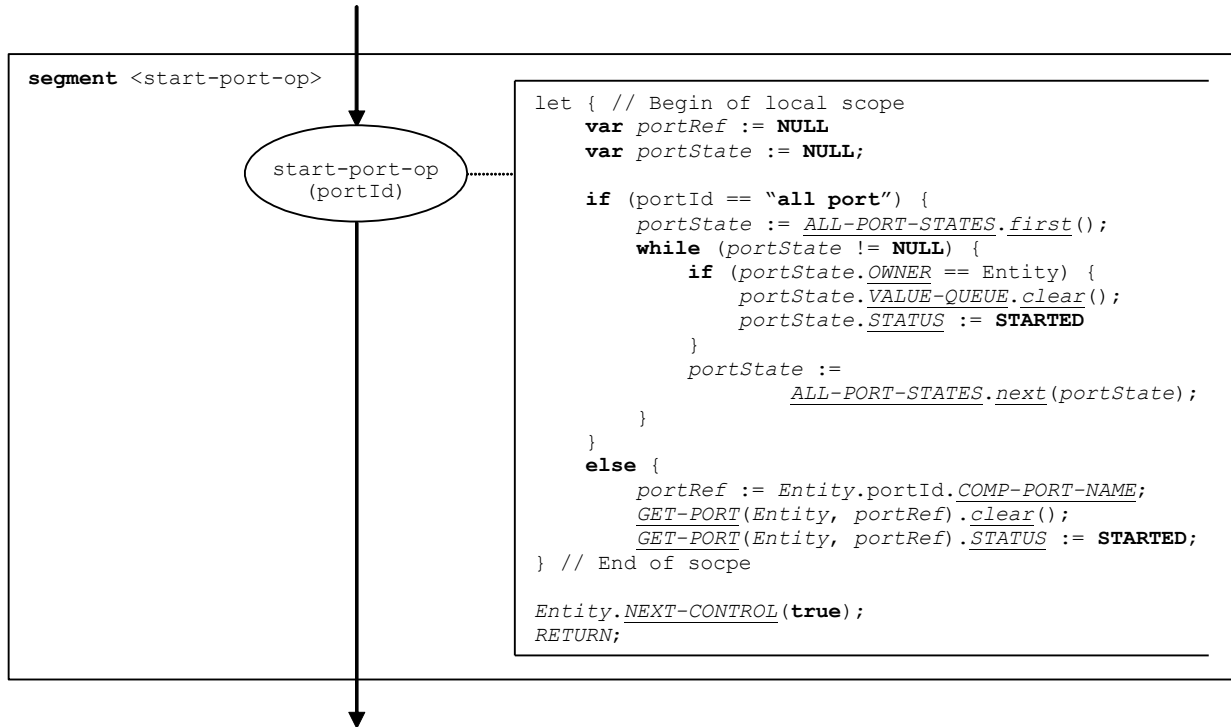 segment <start-port-op>
start-port-op
(portId)
let { // Begin of local scope
    var portRef := NULL
    var portState := NULL;
    if (portId == “all port”) {
        portState := ALL-PORT-STATES.first();
        while (portState != NULL) {
            if (portState.OWNER == Entity) {
                portState.VALUE-QUEUE.clear();
                portState.STATUS := STARTED
            }
            portState :=
                    ALL-PORT-STATES.next(portState);
        }
    }
    else {
        portRef := Entity.portId.COMP-PORT-NAME;
        GET-PORT(Entity, portRef).clear();
        GET-PORT(Entity, portRef).STATUS := STARTED;
} // End of socpe
Entity.NEXT-CONTROL(true);
RETURN;